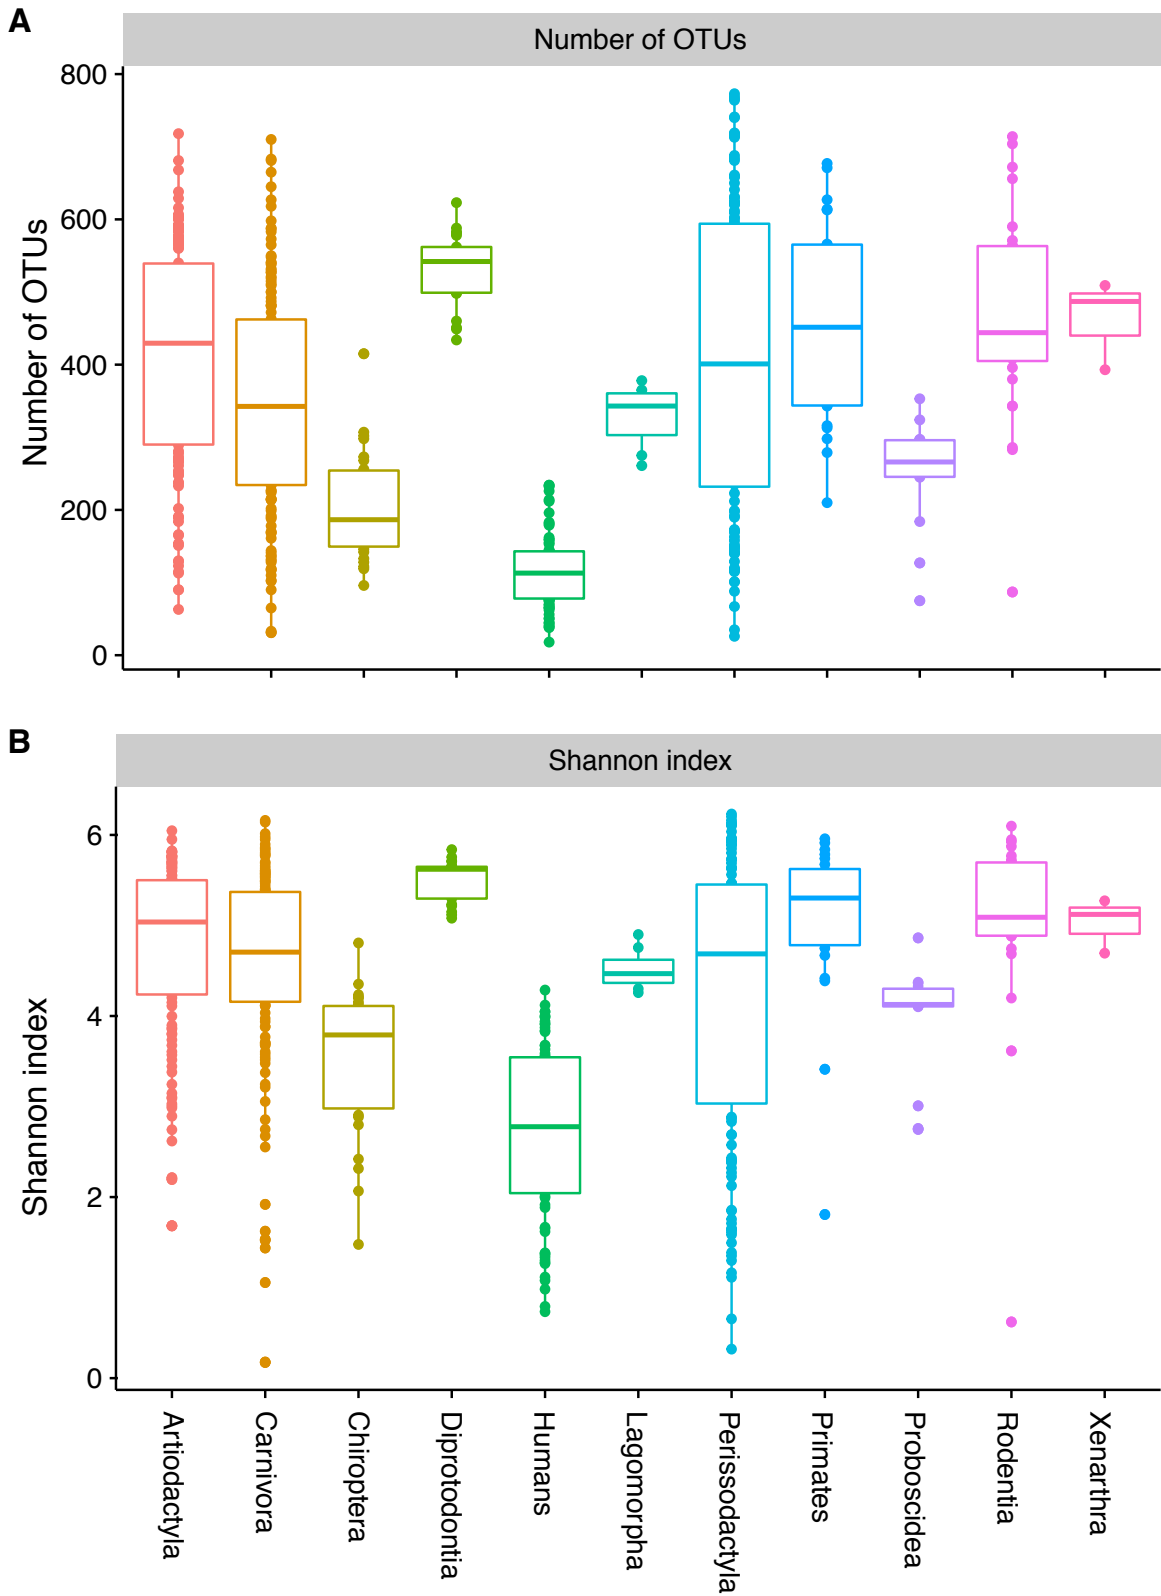 A
Number of OTUs
Number of OTUs
800
600
400
200
0
B
Shannon index
Shannon index
6
4
2
0
Artiodactyla
Carnivora
Chiroptera
Diprotodontia
Humans
Lagomorpha
Perissodactyla
Primates
Proboscidea
Rodentia
Xenarthra